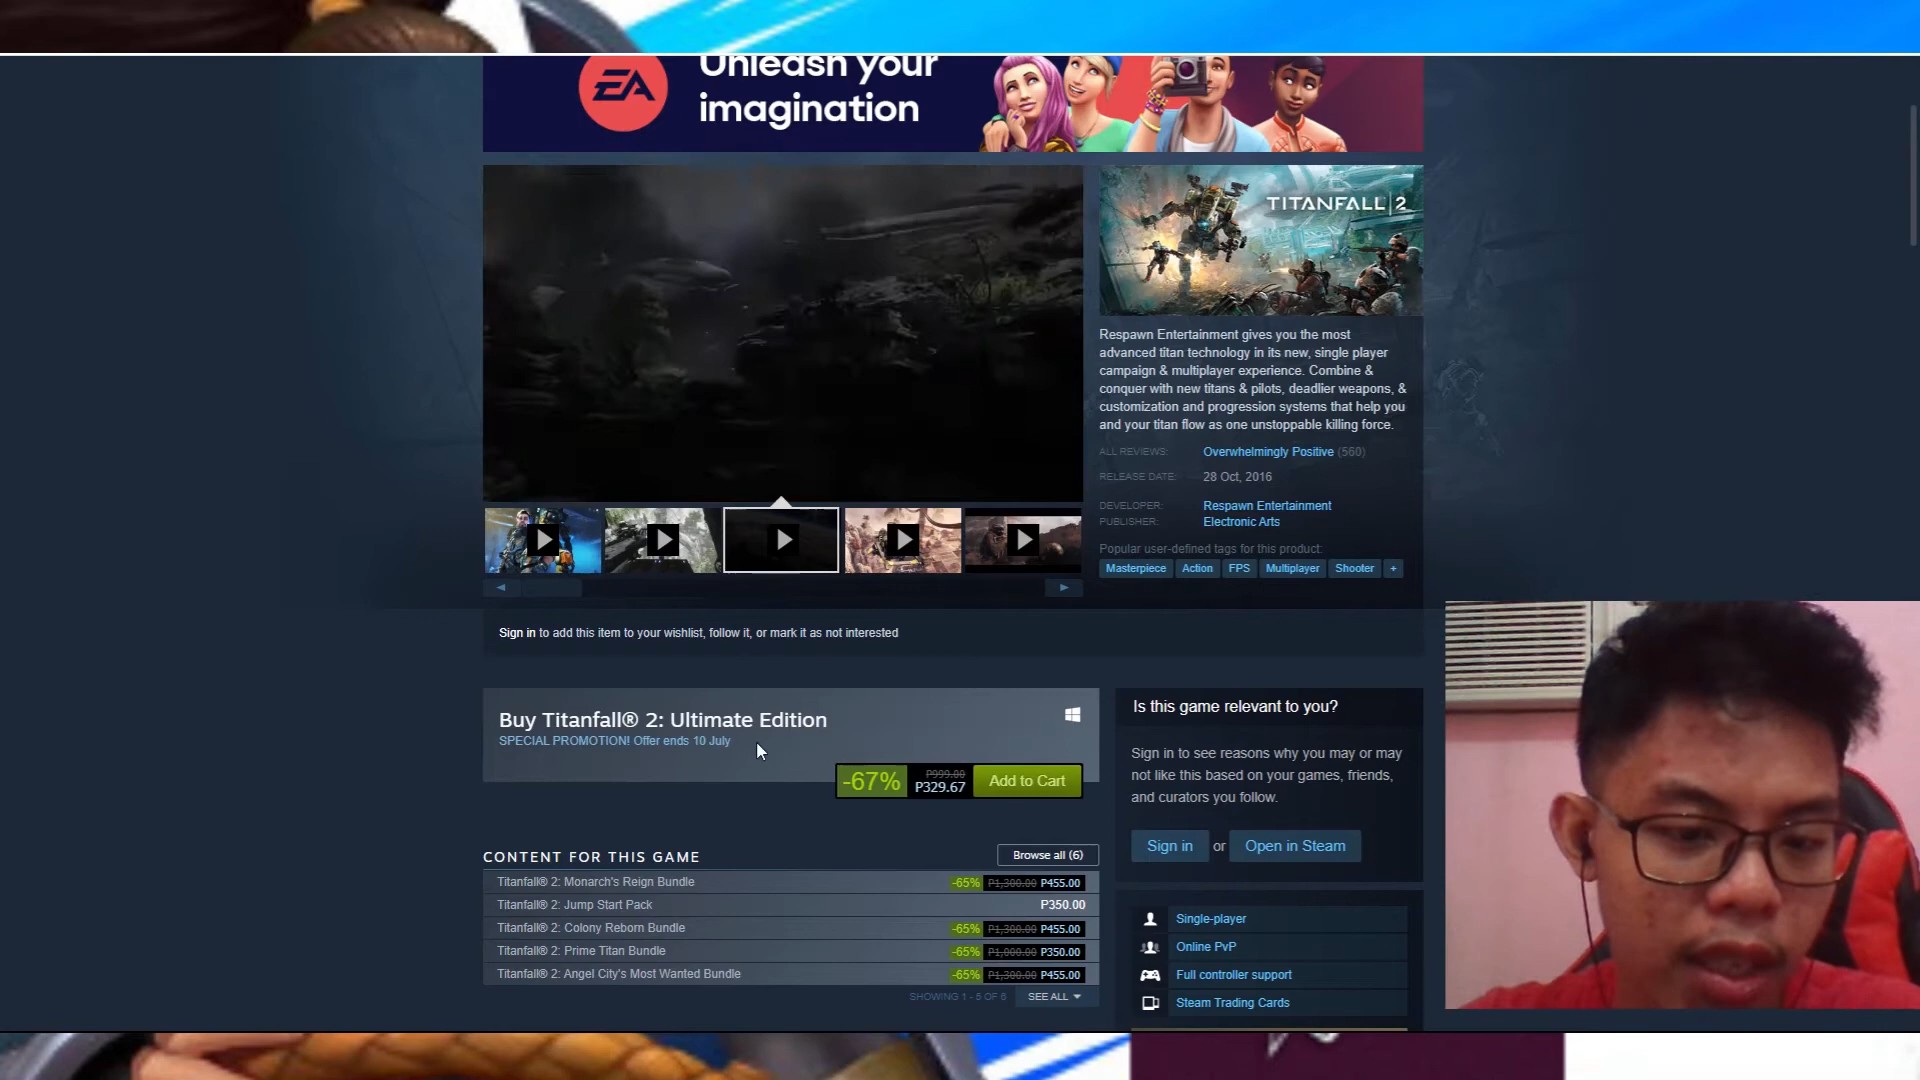 EA
Unleash your
imagination
TITANFALL|2
Respawn Entertainment gives you the most
advanced titan technology in its new, single player
campaign & multiplayer experience. Combine &
conquer with new titans & pilots, deadlier weapons, &
customization and progression systems that help you
and your titan flow as one unstoppable killing force.
ALL REVIEWS: Overwhelmingly Positive (560)
RELEASE DATE: 28 Oct, 2016
DEVELOPER: Respawn Entertainment
PUBLISHER: Electronic Arts
Popular user-defined tags for this product:
Masterpiece Action FPS Multiplayer Shooter +
Sign in to add this item to your wishlist, follow it, or mark it as not interested
Buy Titanfall® 2: Ultimate Edition
SPECIAL PROMOTION! Offer ends 10 July
-67% P999.00 P329.67 Add to Cart
Is this game relevant to you?
Sign in to see reasons why you may or may
not like this based on your games, friends,
and curators you follow.
Sign in or Open in Steam
CONTENT FOR THIS GAME Browse all (6)
Titanfall® 2: Monarch's Reign Bundle -65% P1,300.00 P455.00
Titanfall® 2: Jump Start Pack P350.00
Titanfall® 2: Colony Reborn Bundle -65% P1,300.00 P455.00
Titanfall® 2: Prime Titan Bundle -65% P1,000.00 P350.00
Titanfall® 2: Angel City's Most Wanted Bundle -65% P1,300.00 P455.00
SHOWING 1 - 5 OF 6 SEE ALL
Single-player
Online PvP
Full controller support
Steam Trading Cards